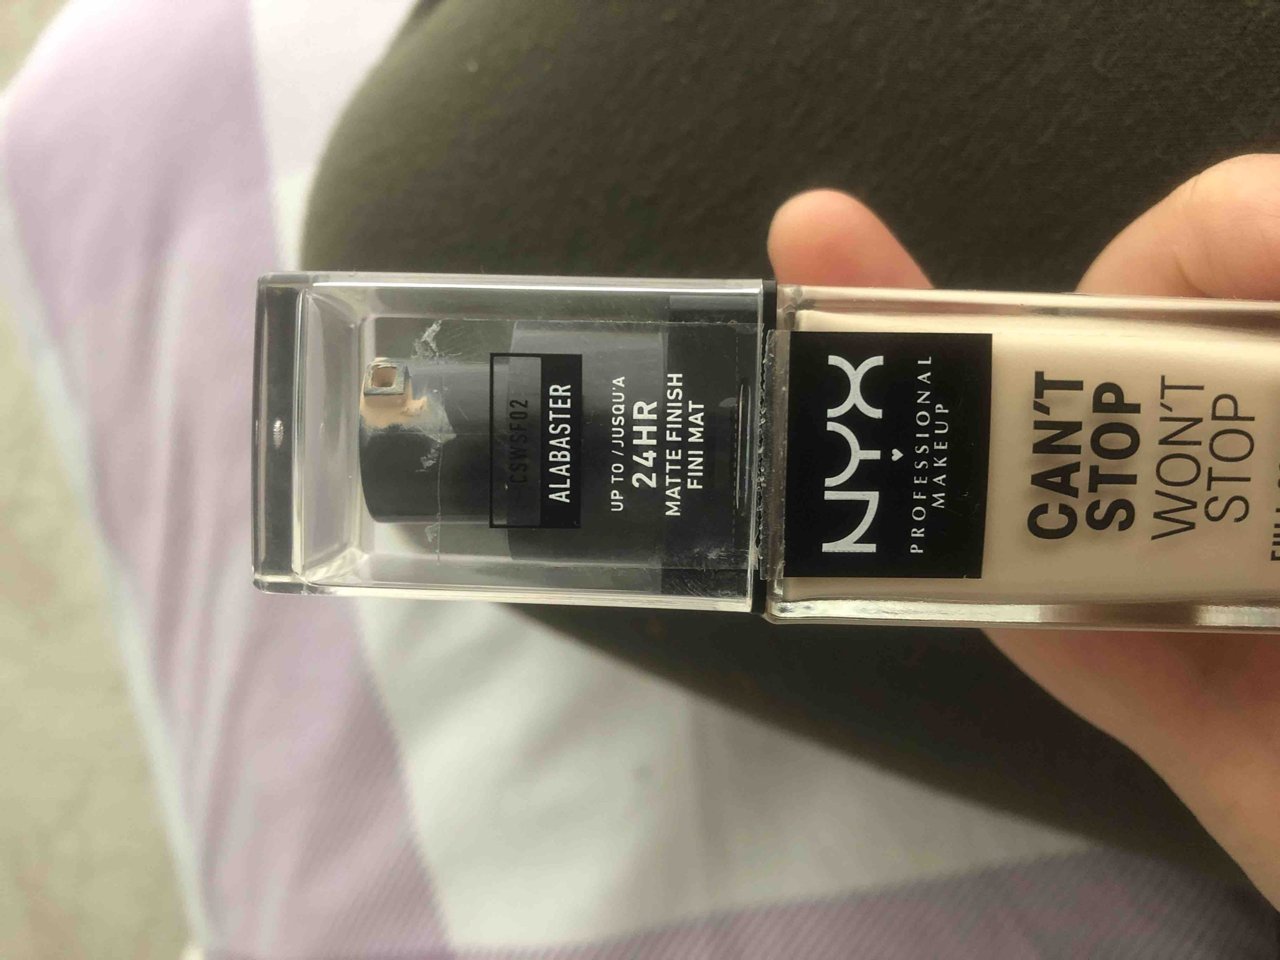 CSWSF02
ALABASTER
UP TO / JUSQU'A
24HR
MATTE FINISH
FINI MAT
NYX
PROFESSIONAL
MAKEUP
CAN'T
STOP
WON'T
STOP